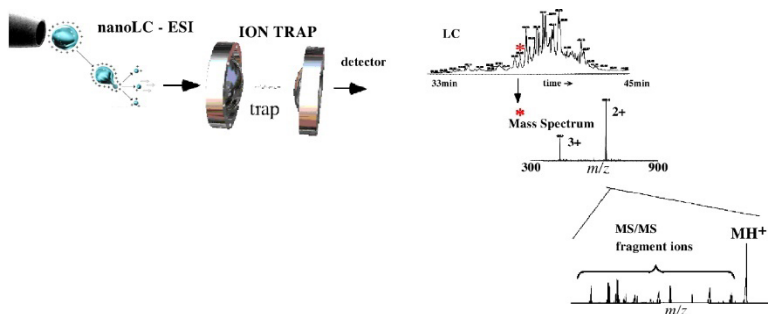 nanoLC - ESI
ION TRAP
detector
trap
LC
*
33min
time →
45min
*
Mass Spectrum
2+
3+
300
m/z
900
MS/MS
fragment ions
MH+
m/z